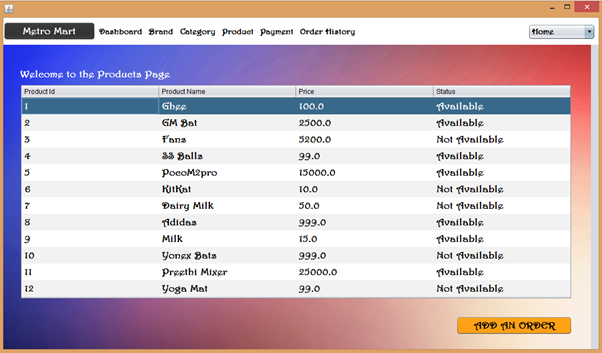 Metro Mart Dashboard Brand Category Product Payment Order History Home
Welcome to the Products Page
Product Id Product Name Price Status
1 Ghee 100.0 Available
2 GM Bat 2500.0 Available
3 Fans 5200.0 Not Available
4 SS Balls 99.0 Available
5 PocoM2pro 15000.0 Available
6 KitKat 10.0 Not Available
7 Dairy Milk 50.0 Not Available
8 Adidas 999.0 Available
9 Milk 15.0 Available
10 Yonex Bats 999.0 Not Available
11 Preethi Mixer 25000.0 Available
12 Yoga Mat 99.0 Not Available
ADD AN ORDER